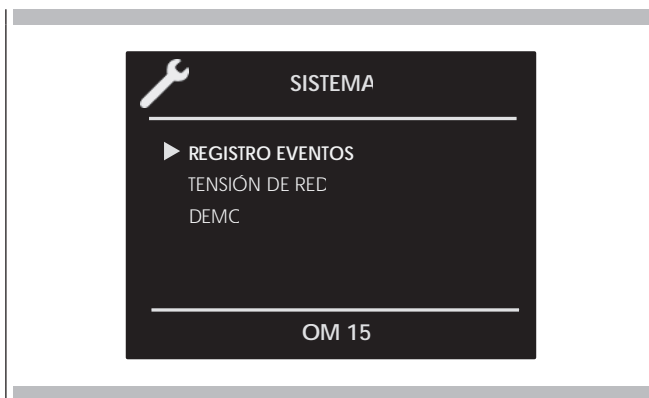 SISTEMA
REGISTRO EVENTOS
TENSIÓN DE RED
DEMO
OM 15